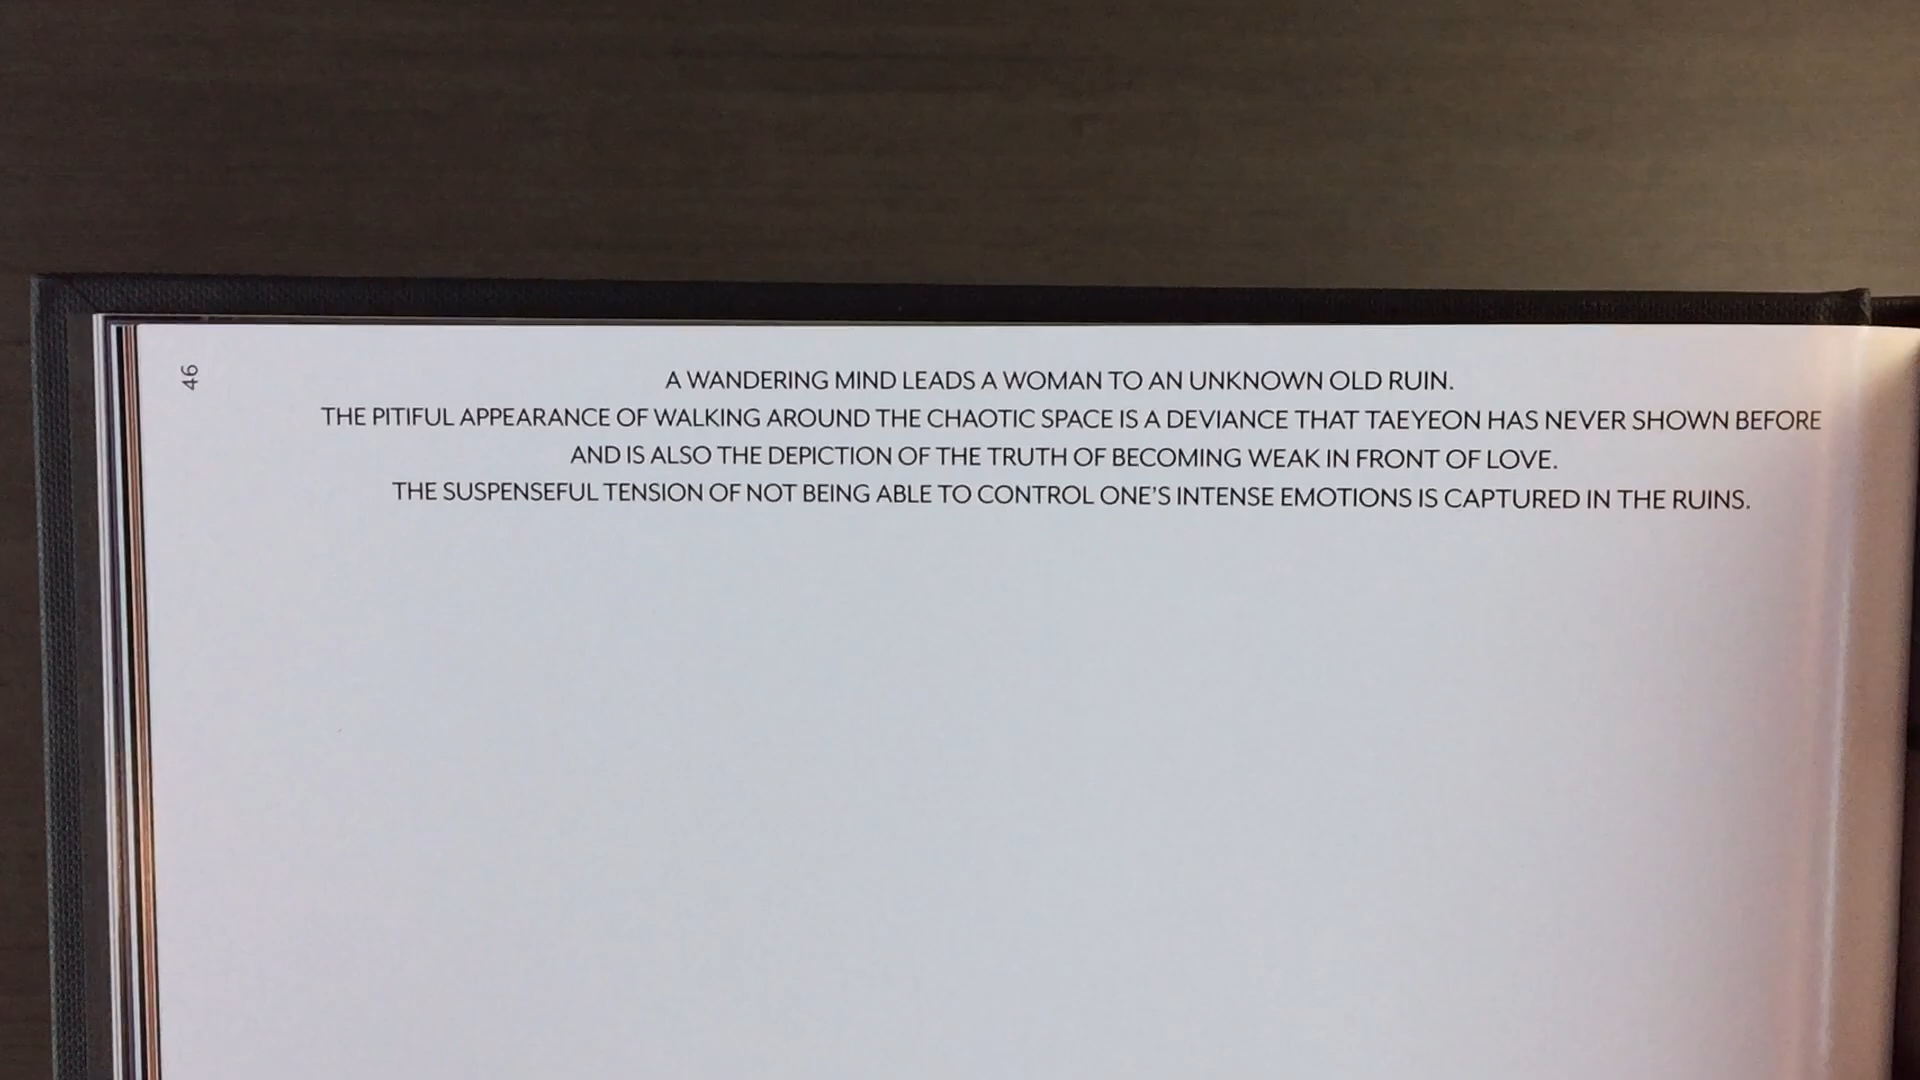 46
A WANDERING MIND LEADS A WOMAN TO AN UNKNOWN OLD RUIN.
THE PITIFUL APPEARANCE OF WALKING AROUND THE CHAOTIC SPACE IS A DEVIANCE THAT TAEYEON HAS NEVER SHOWN BEFORE
AND IS ALSO THE DEPICTION OF THE TRUTH OF BECOMING WEAK IN FRONT OF LOVE.
THE SUSPENSEFUL TENSION OF NOT BEING ABLE TO CONTROL ONE'S INTENSE EMOTIONS IS CAPTURED IN THE RUINS.